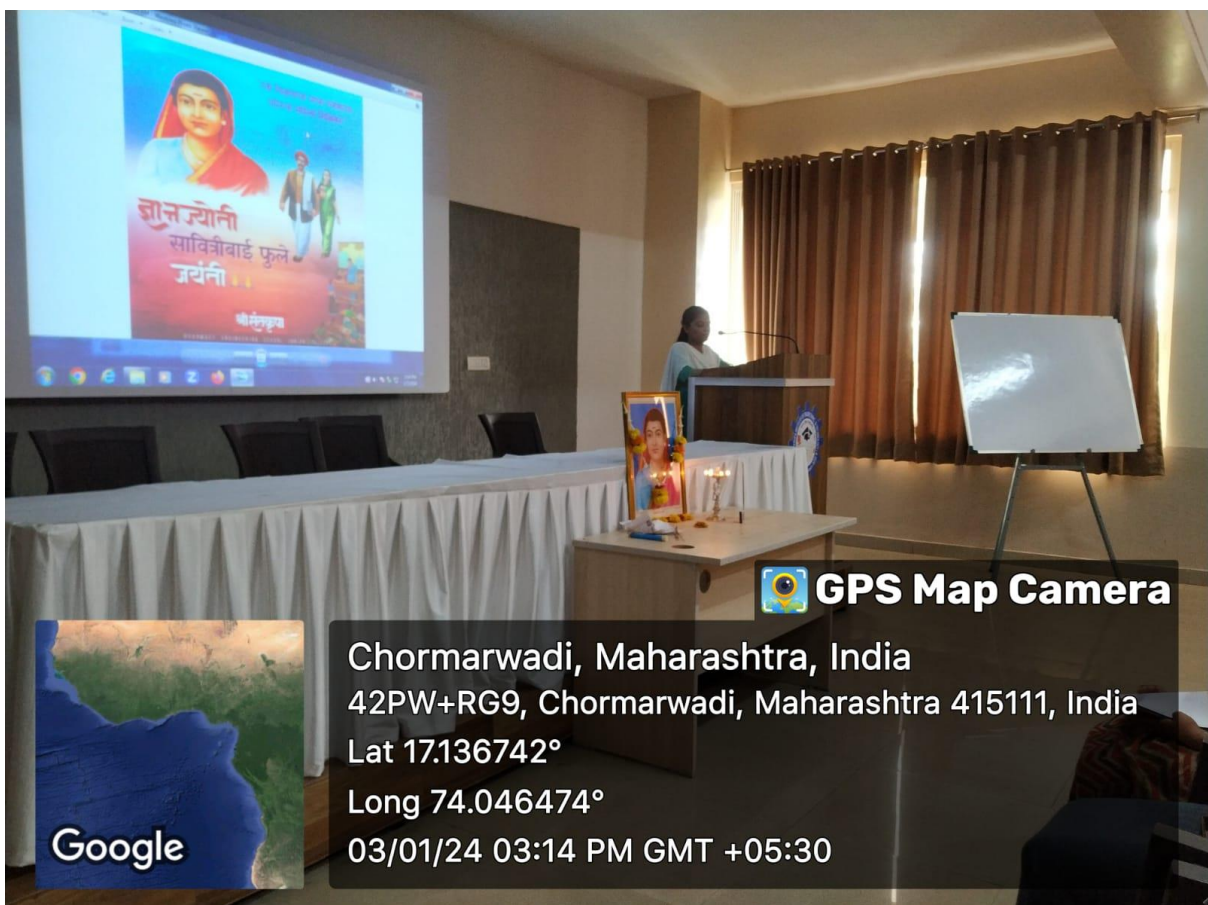 ज्ञानज्योती
सावित्रीबाई फुले
जयंती
श्री संतकृपा
GPS Map Camera
Chormarwadi, Maharashtra, India
42PW+RG9, Chormarwadi, Maharashtra 415111, India
Lat 17.136742°
Long 74.046474°
03/01/24 03:14 PM GMT +05:30
Google